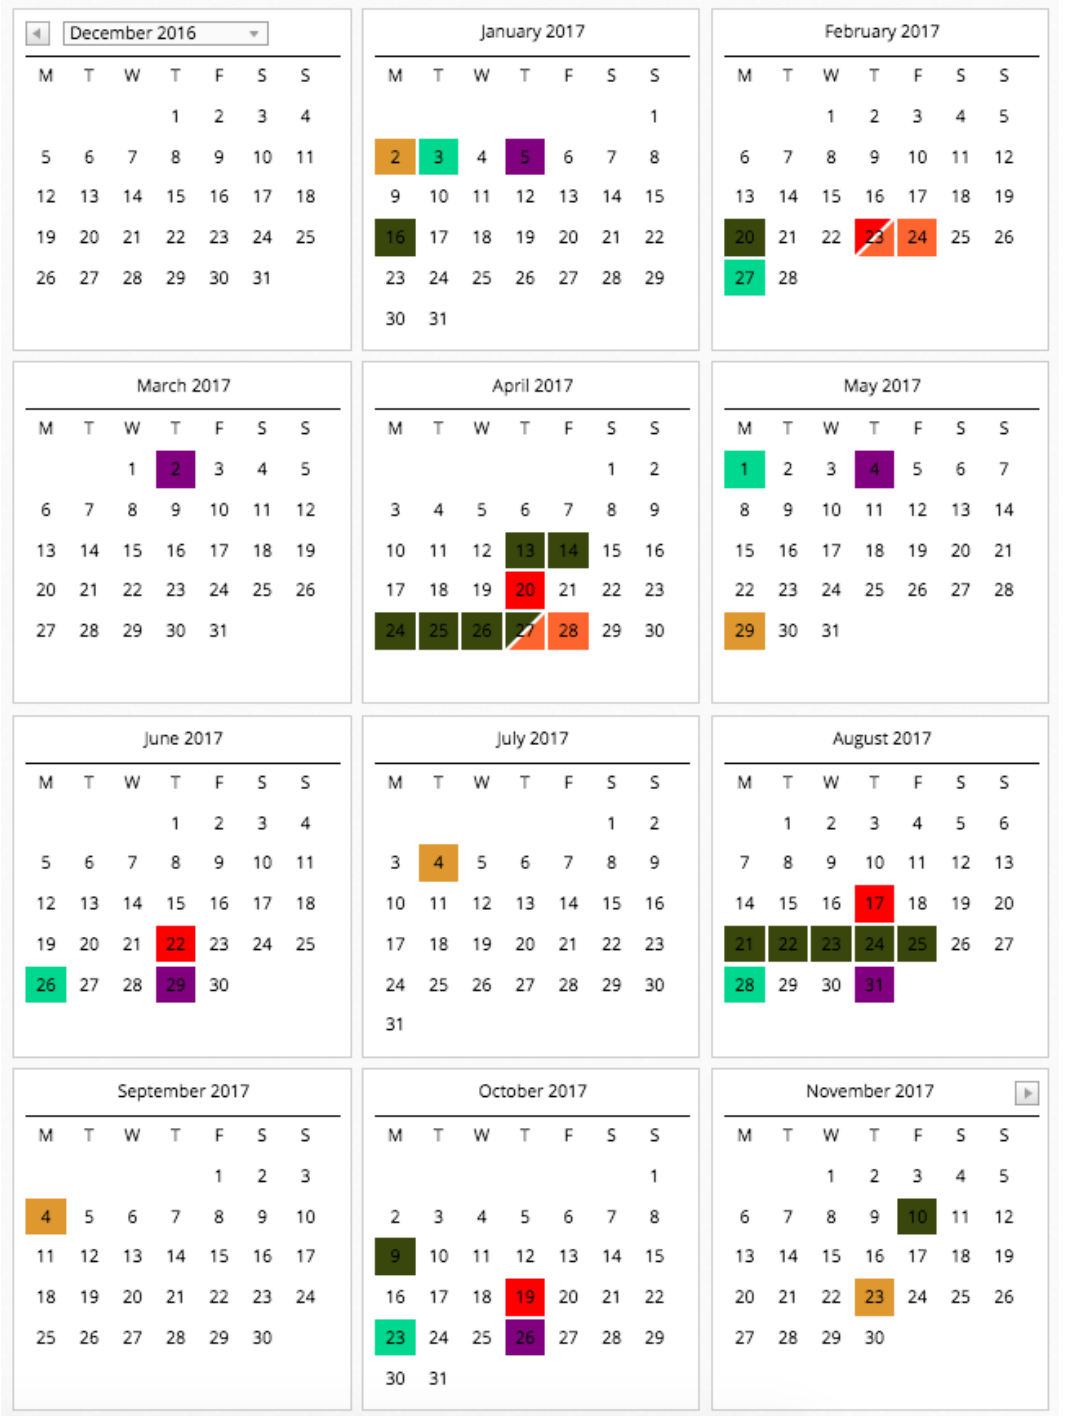 December 2016
M T W T F S S
1 2 3 4
5 6 7 8 9 10 11
12 13 14 15 16 17 18
19 20 21 22 23 24 25
26 27 28 29 30 31
January 2017
M T W T F S S
1
2 3 4 5 6 7 8
9 10 11 12 13 14 15
16 17 18 19 20 21 22
23 24 25 26 27 28 29
30 31
February 2017
M T W T F S S
1 2 3 4 5
6 7 8 9 10 11 12
13 14 15 16 17 18 19
20 21 22 23 24 25 26
27 28
March 2017
M T W T F S S
1 2 3 4 5
6 7 8 9 10 11 12
13 14 15 16 17 18 19
20 21 22 23 24 25 26
27 28 29 30 31
April 2017
M T W T F S S
1 2
3 4 5 6 7 8 9
10 11 12 13 14 15 16
17 18 19 20 21 22 23
24 25 26 27 28 29 30
May 2017
M T W T F S S
1 2 3 4 5 6 7
8 9 10 11 12 13 14
15 16 17 18 19 20 21
22 23 24 25 26 27 28
29 30 31
June 2017
M T W T F S S
1 2 3 4
5 6 7 8 9 10 11
12 13 14 15 16 17 18
19 20 21 22 23 24 25
26 27 28 29 30
July 2017
M T W T F S S
1 2
3 4 5 6 7 8 9
10 11 12 13 14 15 16
17 18 19 20 21 22 23
24 25 26 27 28 29 30
31
August 2017
M T W T F S S
1 2 3 4 5 6
7 8 9 10 11 12 13
14 15 16 17 18 19 20
21 22 23 24 25 26 27
28 29 30 31
September 2017
M T W T F S S
1 2 3
4 5 6 7 8 9 10
11 12 13 14 15 16 17
18 19 20 21 22 23 24
25 26 27 28 29 30
October 2017
M T W T F S S
1
2 3 4 5 6 7 8
9 10 11 12 13 14 15
16 17 18 19 20 21 22
23 24 25 26 27 28 29
30 31
November 2017
M T W T F S S
1 2 3 4 5
6 7 8 9 10 11 12
13 14 15 16 17 18 19
20 21 22 23 24 25 26
27 28 29 30